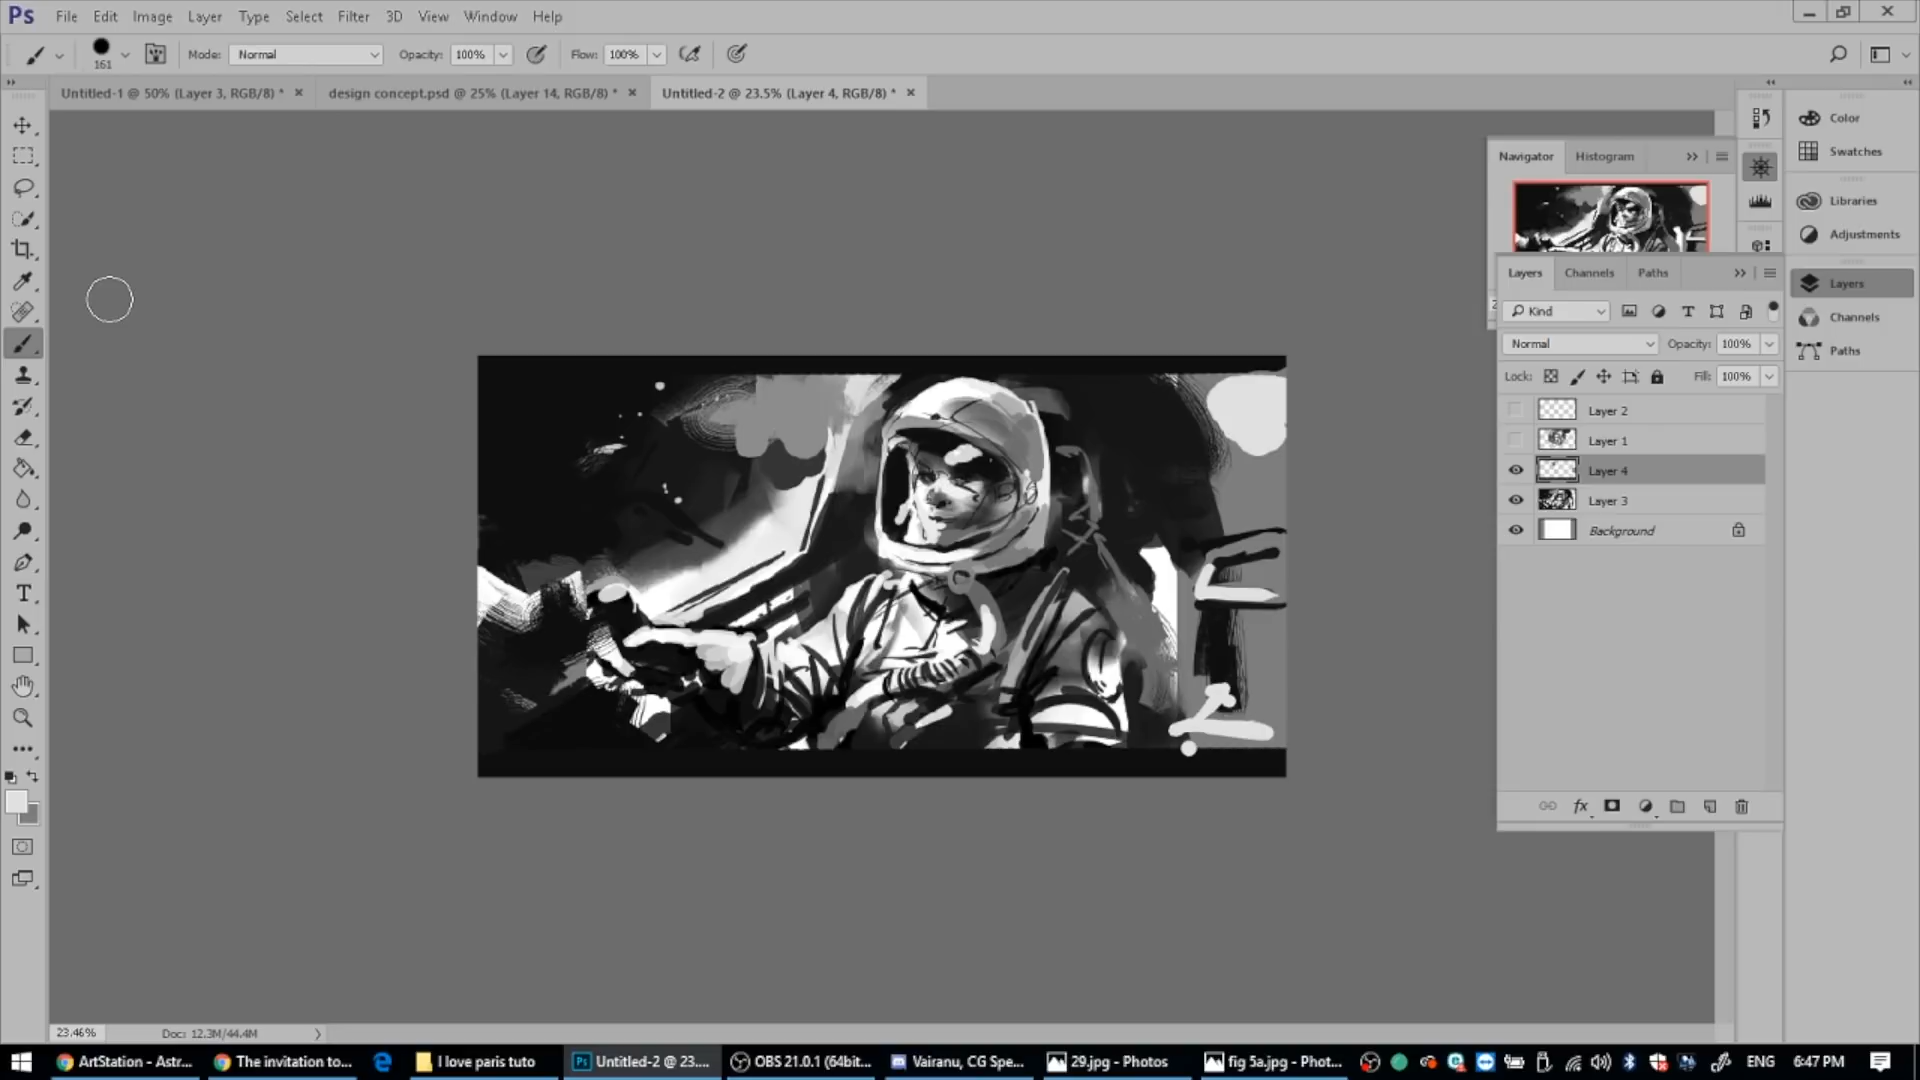 Ps File Edit Image Layer Type Select Filter 3D View Window Help
161 Mode: Normal Opacity: 100% Flow: 100%
Untitled-1 @ 50% (Layer 3, RGB/8) * design concept.psd @ 25% (Layer 14, RGB/8) * Untitled-2 @ 23.5% (Layer 4, RGB/8) *
Color
Swatches
Libraries
Adjustments
Layers
Channels
Paths
Navigator Histogram
Layers Channels Paths
Kind
Normal Opacity: 100%
Lock: Fill: 100%
Layer 2
Layer 1
Layer 4
Layer 3
Background
fx
23.46% Doc: 12.3M/44.4M
ArtStation - Astr... The invitation to... I love paris tuto Ps Untitled-2 @ 23.... OBS 21.0.1 (64bit... Vairanu, CG Spe... 29.jpg - Photos fig 5a.jpg - Phot... ENG 6:47 PM